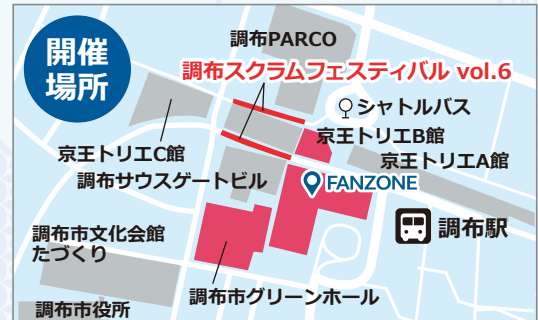 開催
場所
調布PARCO
調布スクラムフェスティバル vol.6
シャトルバス
京王トリエB館
京王トリエA館
京王トリエC館
調布サウスゲートビル
FANZONE
調布駅
調布市文化会館
たづくり
調布市グリーンホール
調布市役所